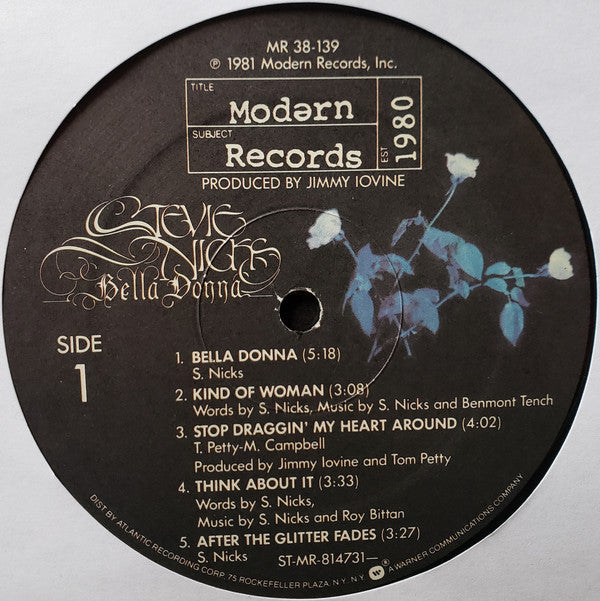 MR 38-139
℗ 1981 Modern Records, Inc.
TITLE
Modərn
SUBJECT
Records
EST 1980
PRODUCED BY JIMMY IOVINE
STEVIE
NICKS
Bella Donna
SIDE
1
1. BELLA DONNA (5:18)
S. Nicks
2. KIND OF WOMAN (3:08)
Words by S. Nicks, Music by S. Nicks and Benmont Tench
3. STOP DRAGGIN' MY HEART AROUND (4:02)
T. Petty-M. Campbell
Produced by Jimmy Iovine and Tom Petty
4. THINK ABOUT IT (3:33)
Words by S. Nicks,
Music by S. Nicks and Roy Bittan
5. AFTER THE GLITTER FADES (3:27)
S. Nicks
ST-MR-814731—
DIST BY ATLANTIC RECORDING CORP. 75 ROCKEFELLER PLAZA, N.Y. N.Y. W A WARNER COMMUNICATIONS COMPANY